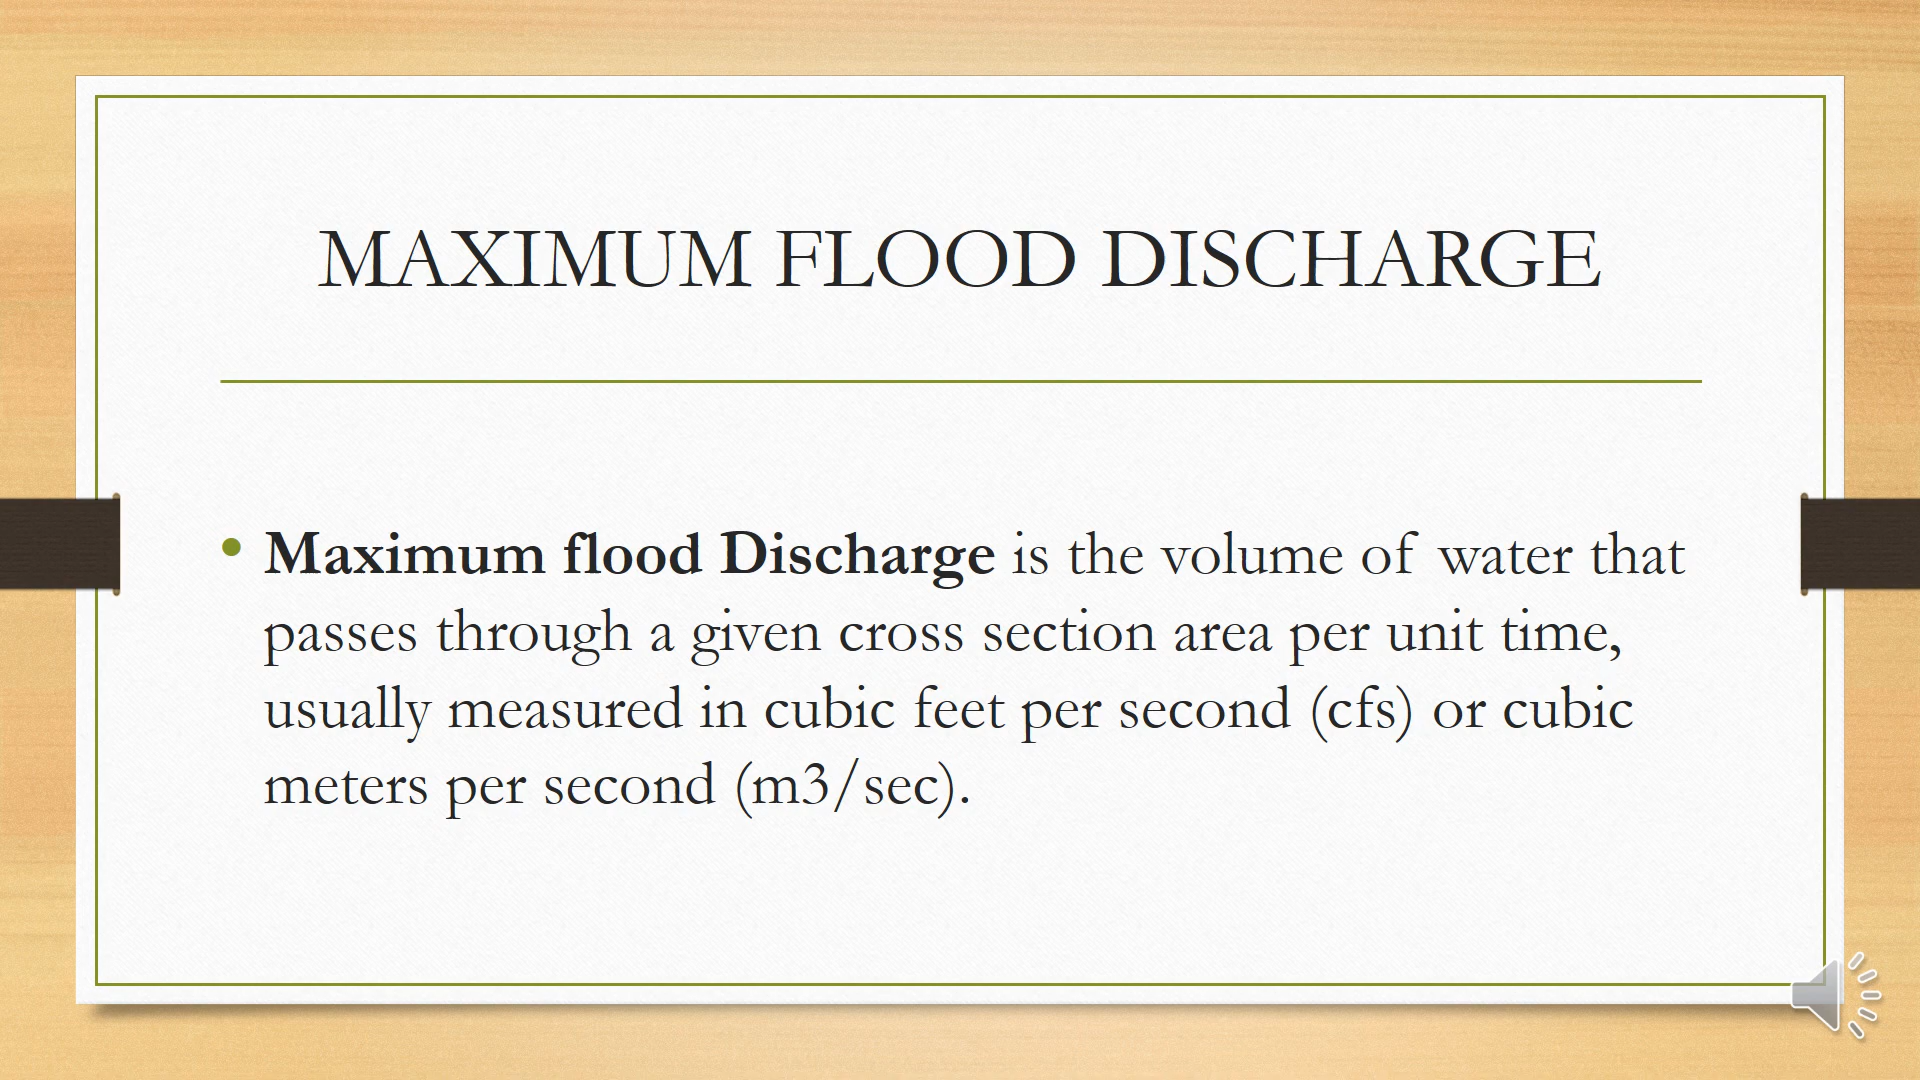 MAXIMUM FLOOD DISCHARGE
• Maximum flood Discharge is the volume of water that
passes through a given cross section area per unit time,
usually measured in cubic feet per second (cfs) or cubic
meters per second (m3/sec).